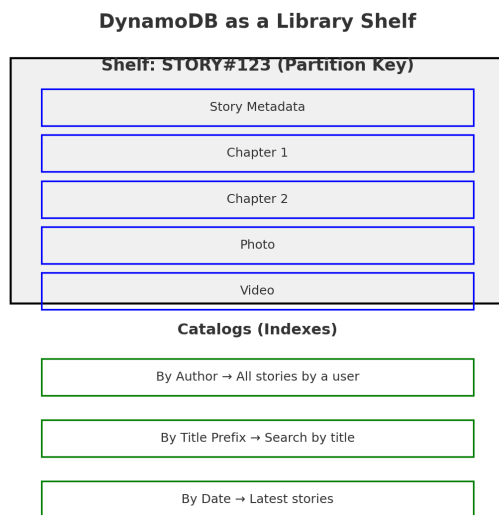 DynamoDB as a Library Shelf
Shelf: STORY#123 (Partition Key)
Story Metadata
Chapter 1
Chapter 2
Photo
Video
Catalogs (Indexes)
By Author → All stories by a user
By Title Prefix → Search by title
By Date → Latest stories